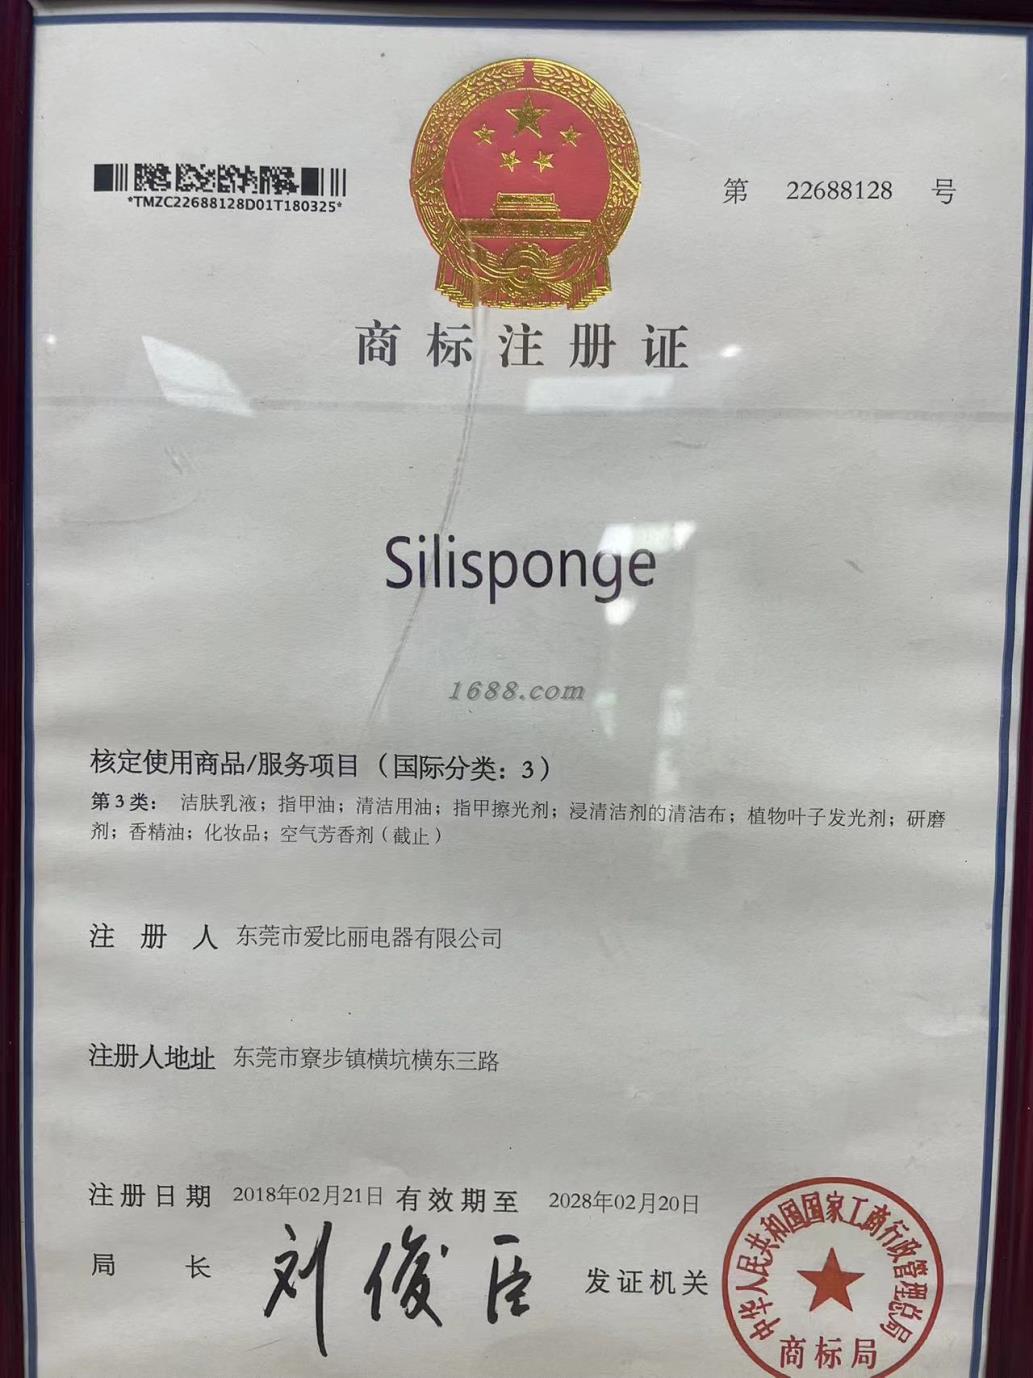 *TMZC22688128D01T180325*
第 22688128 号
商标注册证
Silisponge
1688.com
核定使用商品/服务项目（国际分类：3）
第3类：洁肤乳液；指甲油；清洁用油；指甲擦光剂；浸清洁剂的清洁布；植物叶子发光剂；研磨
剂；香精油；化妆品；空气芳香剂（截止）
注册人 东莞市爱比丽电器有限公司
注册人地址 东莞市寮步镇横坑横东三路
注册日期 2018年02月21日 有效期至 2028年02月20日
局长 刘俊臣 发证机关
中华人民共和国国家工商行政管理总局
商标局